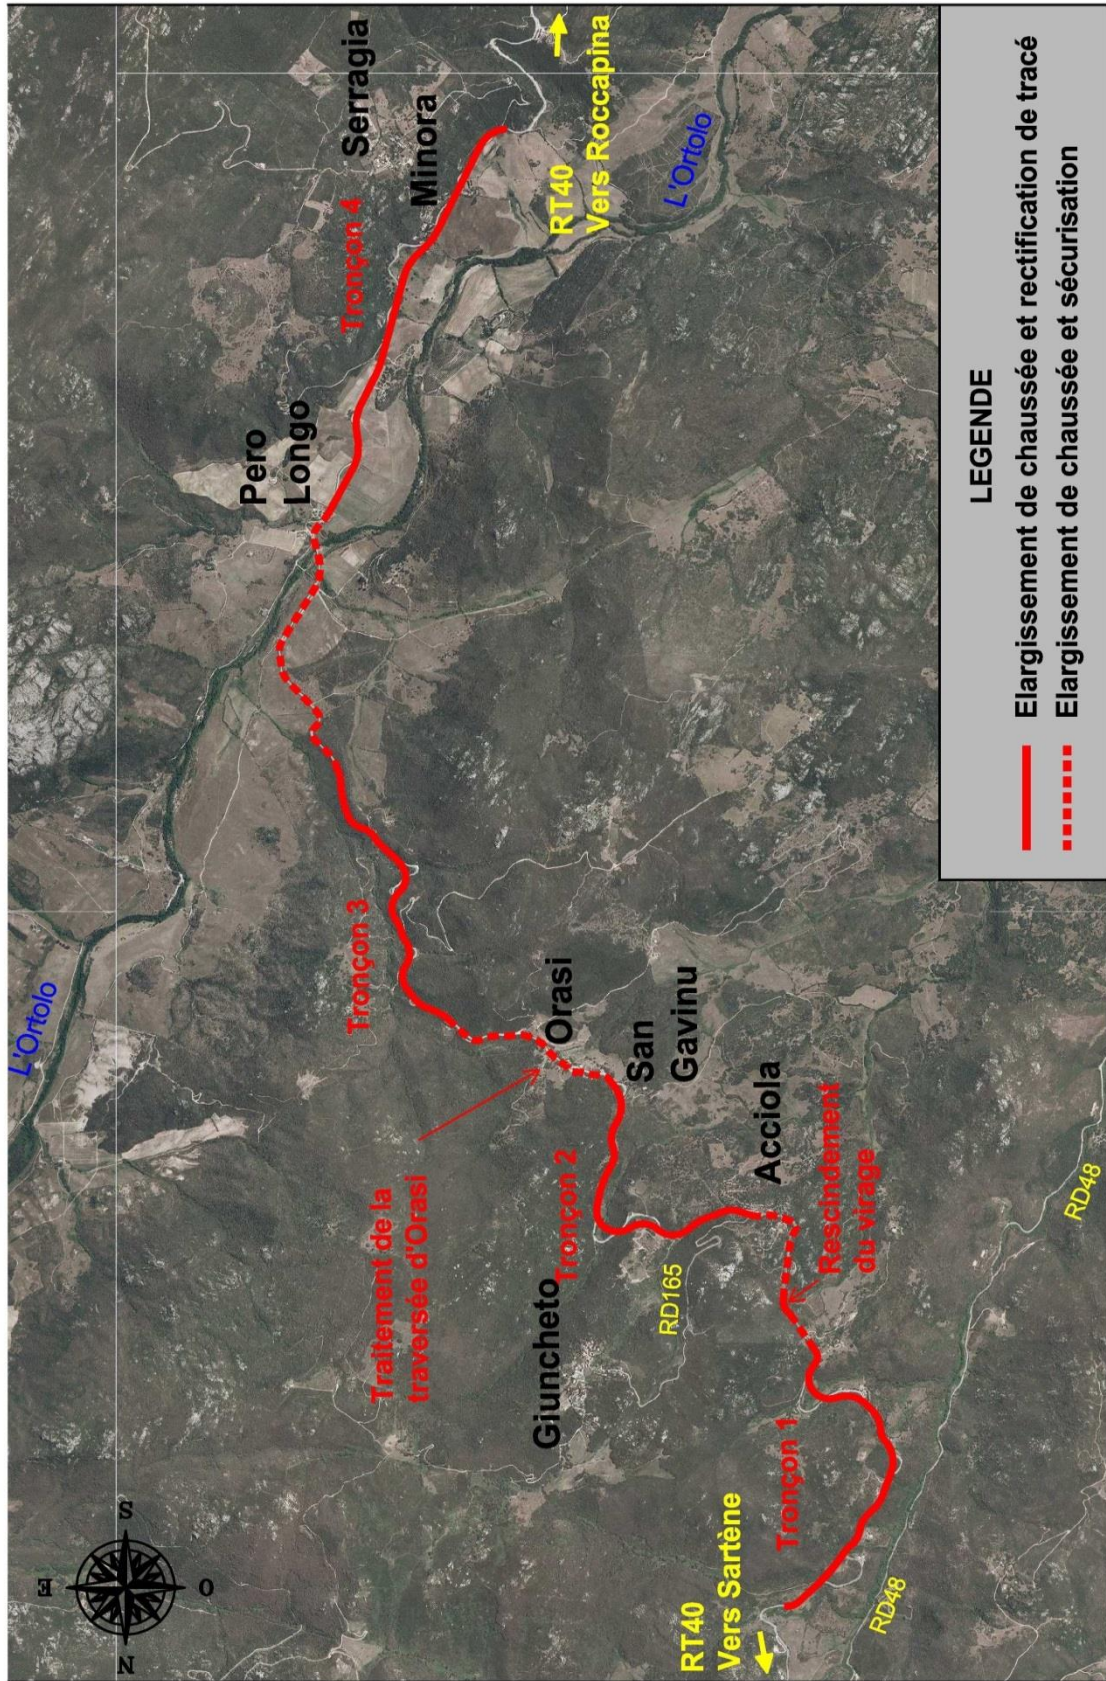 L'Ortolo
E
N
S
O
Pero
Longo
Tronçon 4
Serragia
Minora
Tronçon 3
Traitement de la
traversée d'Orasi
Orasi
Giuncheto
Tronçon 2
San
Gavinu
RT40
Vers Roccapina
L'Ortolo
RD165
RT40
Vers Sartène
Acciola
Tronçon 1
Rescindement
du virage
RD48
RD48
LEGENDE
Elargissement de chaussée et rectification de tracé
Elargissement de chaussée et sécurisation